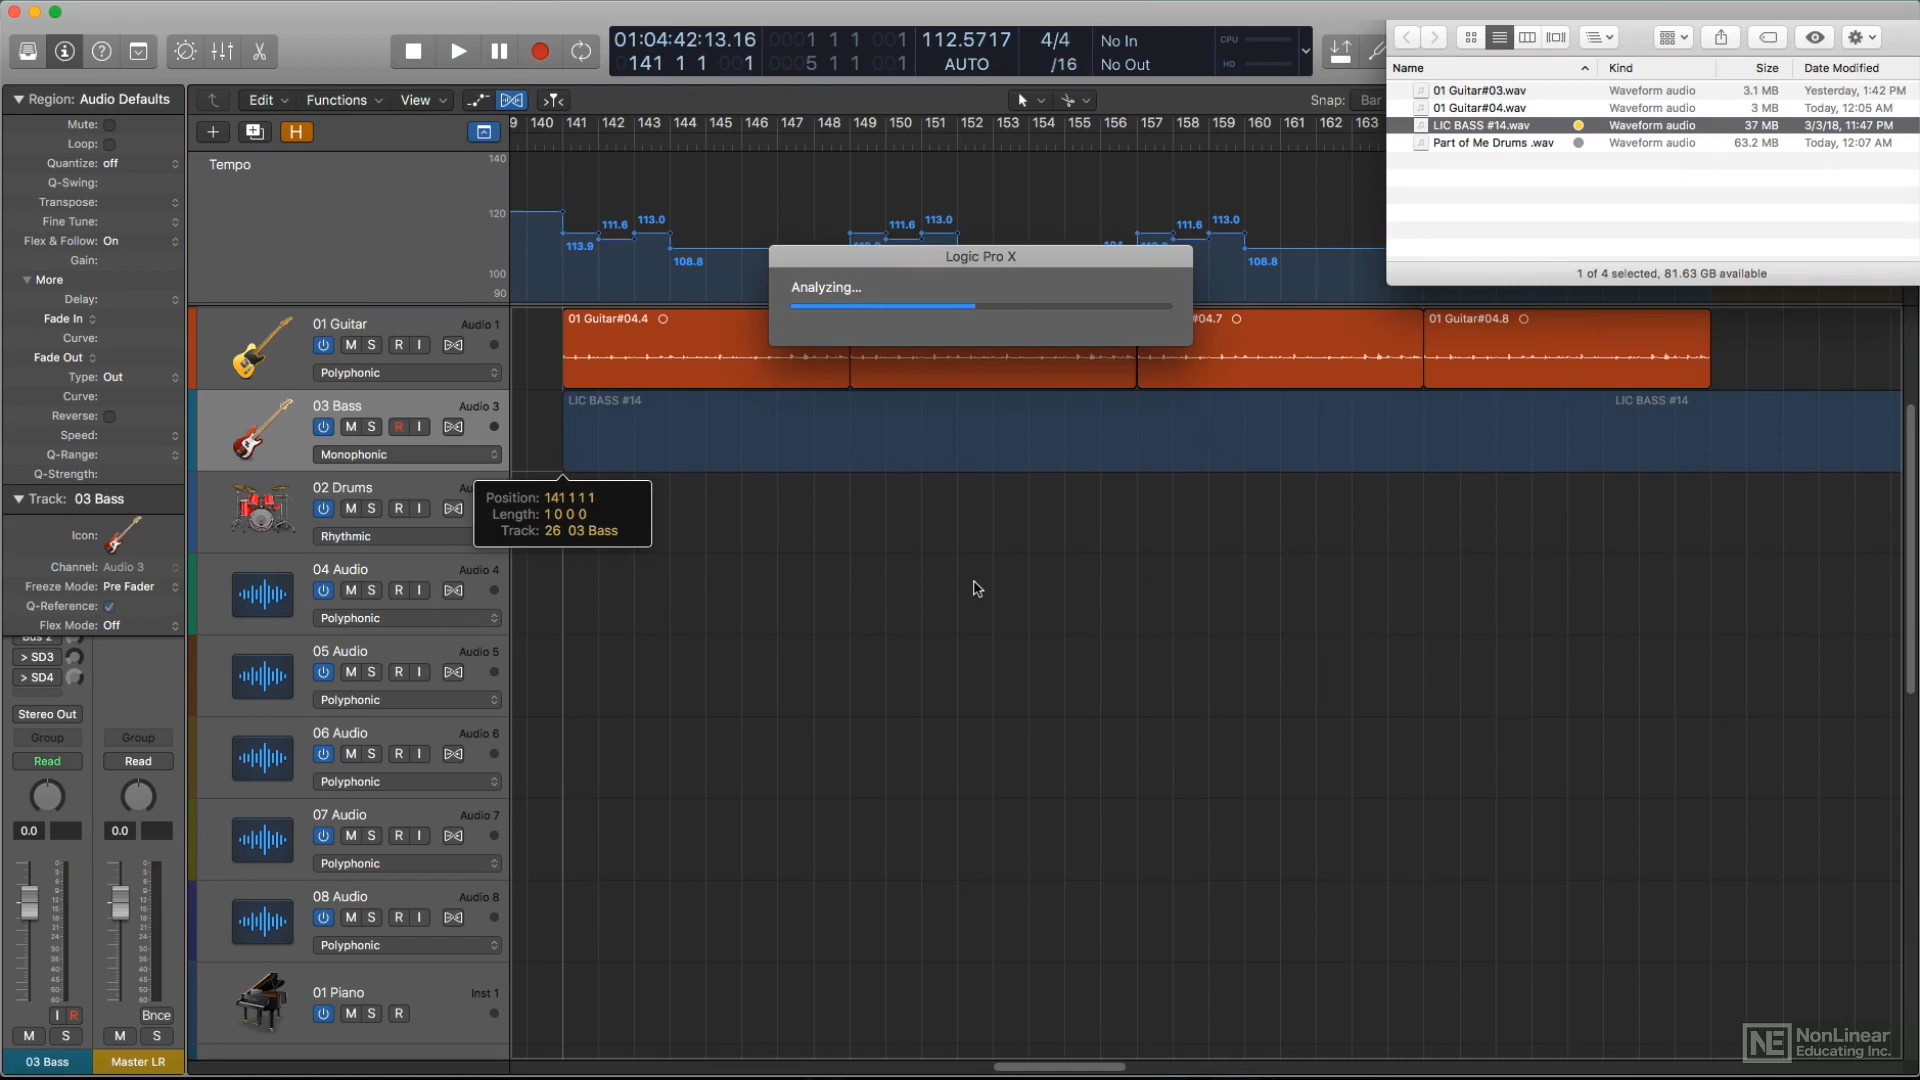 01:04:42:13.16
141 1 1 001
0001 1 1 001
0005 1 1 001
112.5717
AUTO
4/4
/16
No In
No Out
CPU
HD
Region: Audio Defaults
Mute:
Loop:
Quantize: off
Q-Swing:
Transpose:
Fine Tune:
Flex & Follow: On
Gain:
More
Delay:
Fade In
Curve:
Fade Out
Type: Out
Curve:
Reverse:
Speed:
Q-Range:
Q-Strength:
Track: 03 Bass
Icon:
Channel: Audio 3
Freeze Mode: Pre Fader
Q-Reference:
Flex Mode: Off
Bus 2
> SD3
> SD4
Stereo Out
Group Group
Read Read
0.0 0.0
I R Bnce
M S M S
03 Bass Master LR
Edit Functions View
Snap: Bar
H
9 140 141 142 143 144 145 146 147 148 149 150 151 152 153 154 155 156 157 158 159 160 161 162 163
Tempo
140
120
100
90
113.9 111.6 113.0 108.8
111.6 113.0
111.6 113.0 108.8
Logic Pro X
Analyzing...
01 Guitar Audio 1
M S R I
Polyphonic
03 Bass Audio 3
M S R I
Monophonic
02 Drums
M S R I
Rhythmic
04 Audio Audio 4
M S R I
Polyphonic
05 Audio Audio 5
M S R I
Polyphonic
06 Audio Audio 6
M S R I
Polyphonic
07 Audio Audio 7
M S R I
Polyphonic
08 Audio Audio 8
M S R I
Polyphonic
01 Piano Inst 1
M S R
01 Guitar#04.4
#04.7
01 Guitar#04.8
LIC BASS #14
LIC BASS #14
Position: 141 1 1 1
Length: 1 0 0 0
Track: 26 03 Bass
Name Kind Size Date Modified
01 Guitar#03.wav Waveform audio 3.1 MB Yesterday, 1:42 PM
01 Guitar#04.wav Waveform audio 3 MB Today, 12:05 AM
LIC BASS #14.wav Waveform audio 37 MB 3/3/18, 11:47 PM
Part of Me Drums .wav Waveform audio 63.2 MB Today, 12:07 AM
1 of 4 selected, 81.63 GB available
NE NonLinear
Educating Inc.